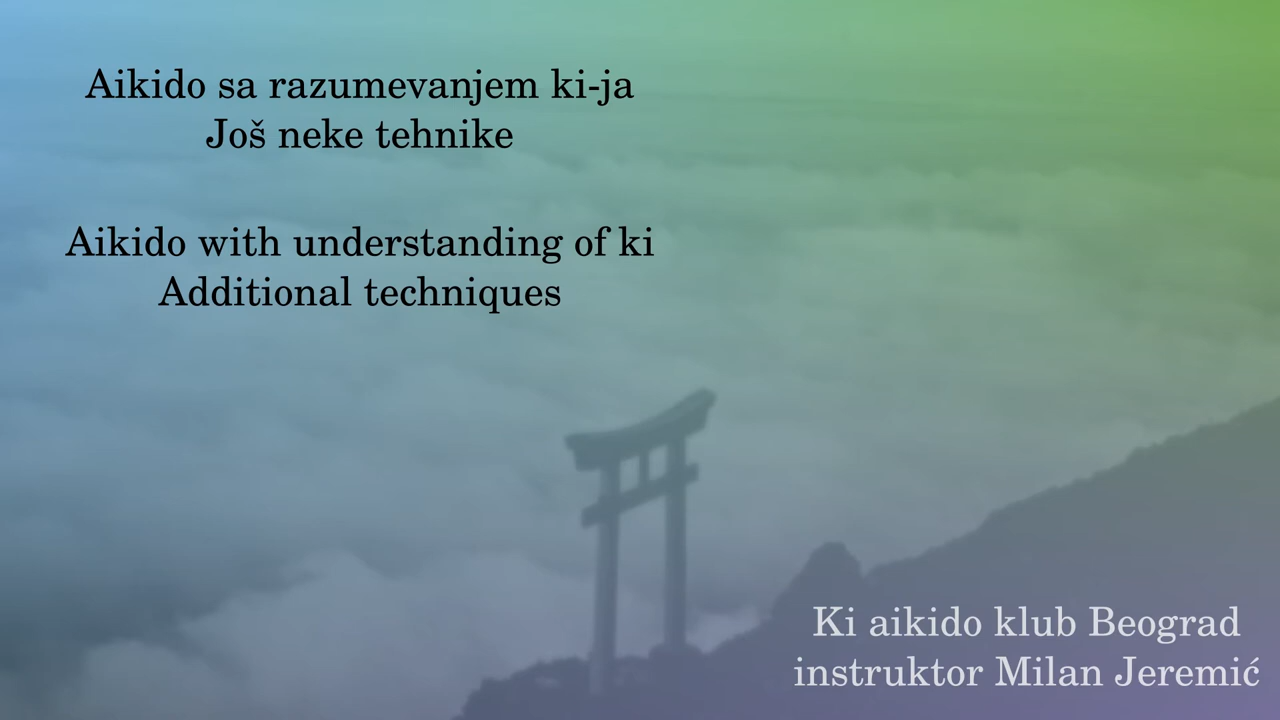 Aikido sa razumevanjem ki-ja
Još neke tehnike
Aikido with understanding of ki
Additional techniques
Ki aikido klub Beograd
instruktor Milan Jeremić